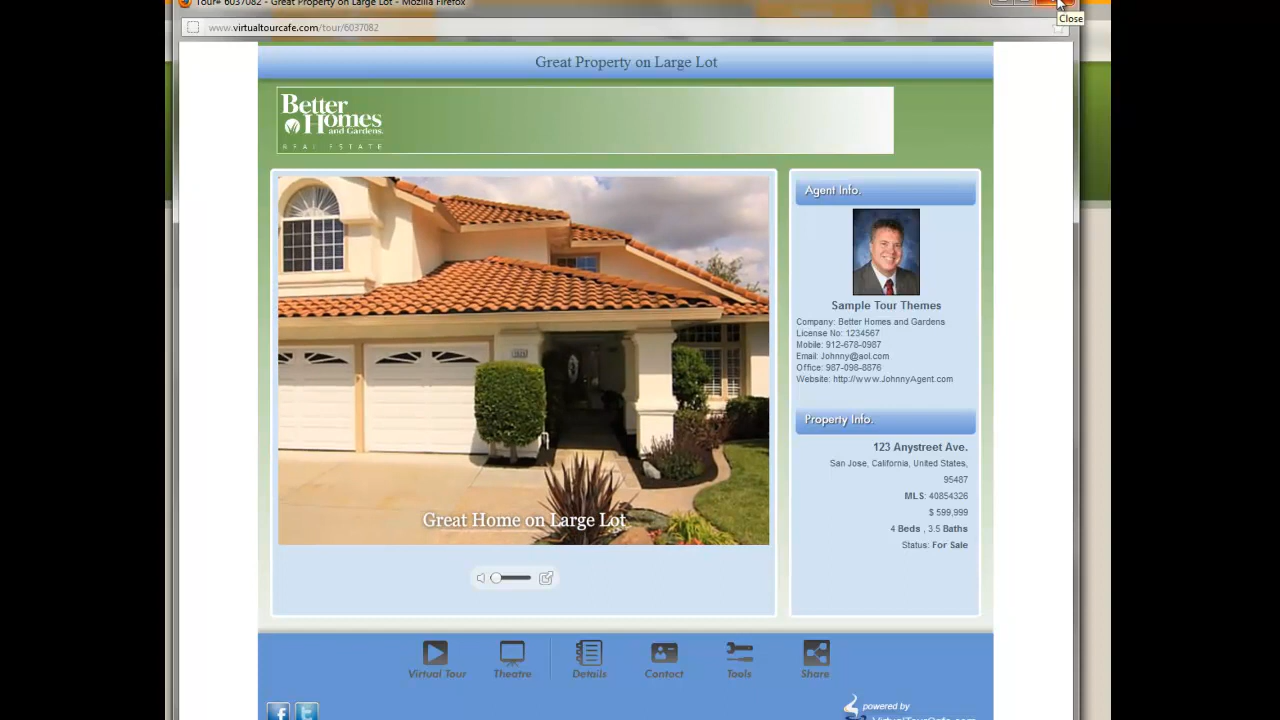 Tour# 6037082 - Great Property on Large Lot - Mozilla Firefox
Close
www.virtualtourcafe.com/tour/6037082
Great Property on Large Lot
Better
Homes
and Gardens.
REAL ESTATE
Agent Info.
Sample Tour Themes
Company: Better Homes and Gardens
License No: 1234567
Mobile: 912-678-0987
Email: Johnny@aol.com
Office: 987-098-8876
Website: http://www.JohnnyAgent.com
Property Info.
123 Anystreet Ave.
San Jose, California, United States,
95487
MLS: 40854326
$ 599,999
4 Beds , 3.5 Baths
Status: For Sale
Great Home on Large Lot
Virtual Tour
Theatre
Details
Contact
Tools
Share
powered by
VirtualTourCafe.com